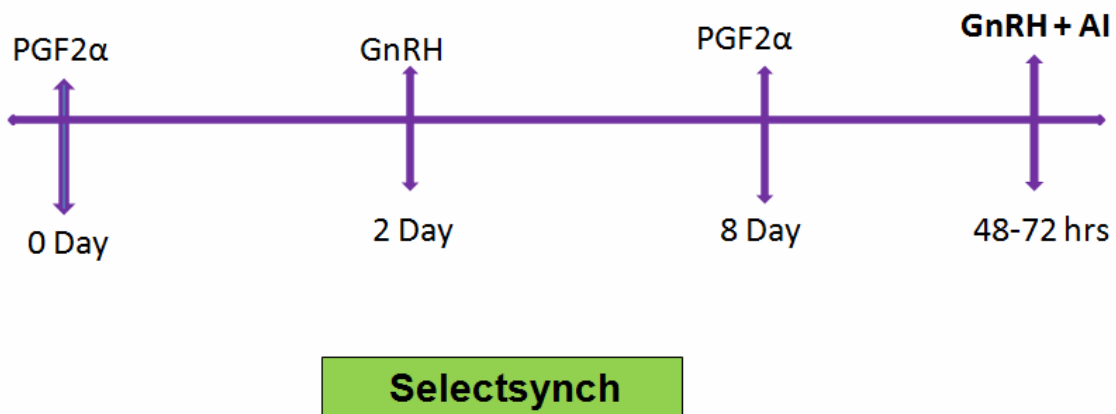 PGF2α
GnRH
PGF2α
GnRH + AI
0 Day
2 Day
8 Day
48-72 hrs
Selectsynch